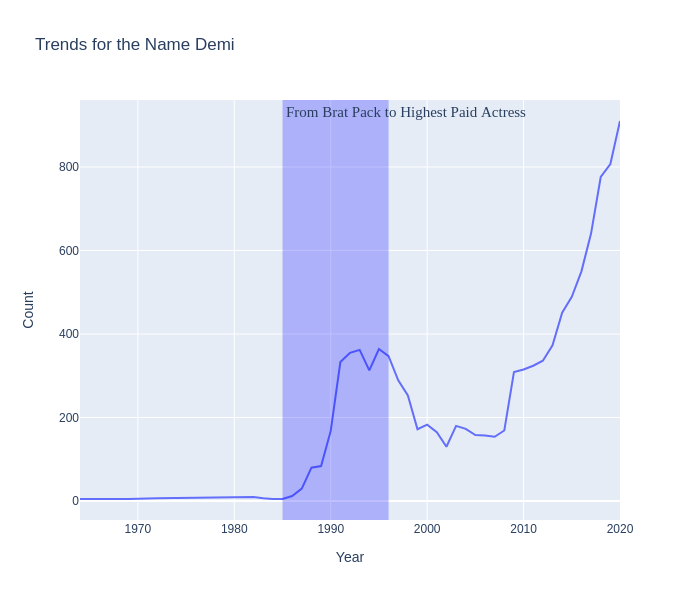 Trends for the Name Demi
From Brat Pack to Highest Paid Actress
800
600
400
200
0
Count
1970
1980
1990
2000
2010
2020
Year